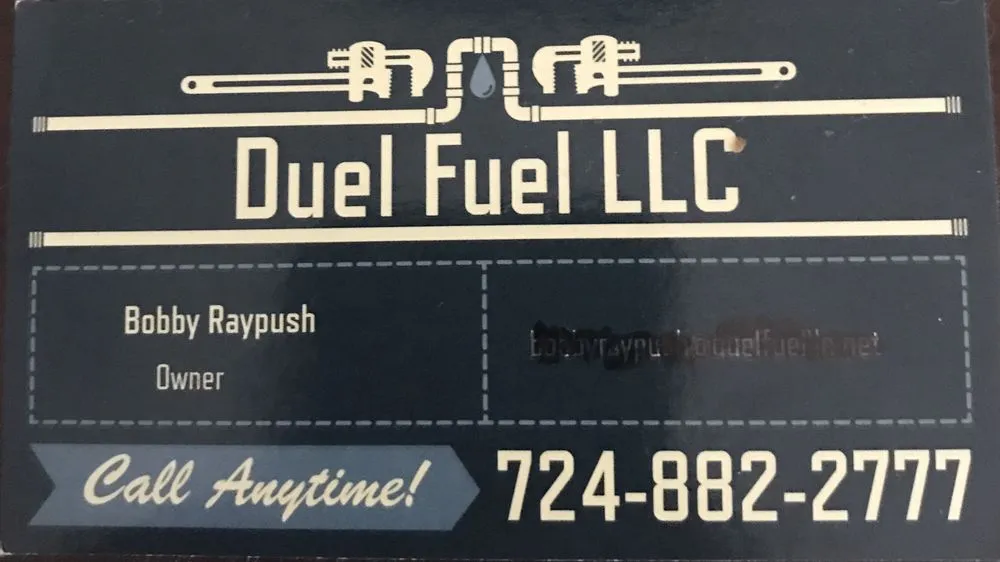 Duel Fuel LLC
Bobby Raypush
Owner
Call Anytime!
724-882-2777